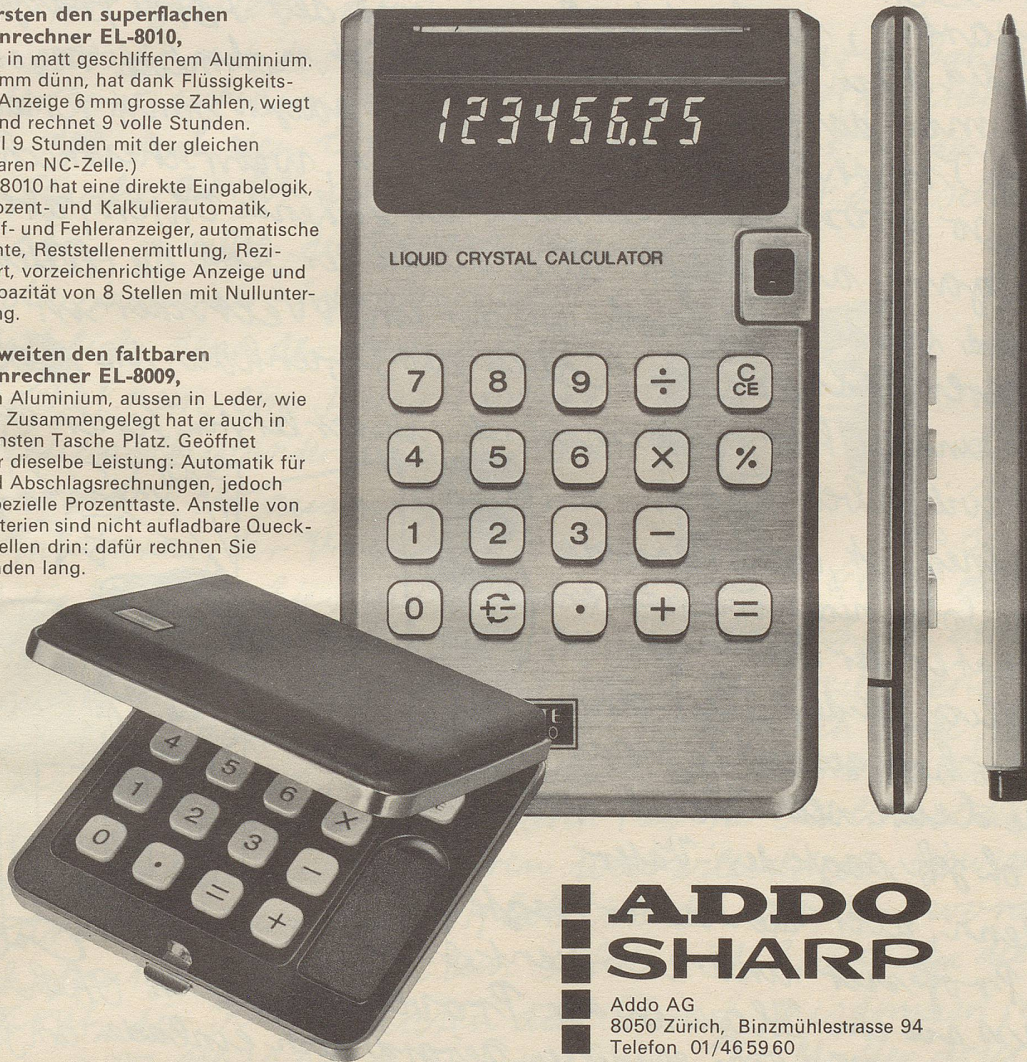 rsten den superflachen
nrechner EL-8010,
in matt geschliffenem Aluminium.
mm dünn, hat dank Flüssigkeits-
Anzeige 6 mm grosse Zahlen, wiegt
nd rechnet 9 volle Stunden.
l 9 Stunden mit der gleichen
aren NC-Zelle.)
8010 hat eine direkte Eingabelogik,
ozent- und Kalkulierautomatik,
f- und Fehleranzeiger, automatische
nte, Reststellenermittlung, Rezi-
rt, vorzeichenrichtige Anzeige und
pazität von 8 Stellen mit Nullunter-
ng.
weiten den faltbaren
nrechner EL-8009,
n Aluminium, aussen in Leder, wie
Zusammengelegt hat er auch in
nsten Tasche Platz. Geöffnet
r dieselbe Leistung: Automatik für
d Abschlagsrechnungen, jedoch
pezielle Prozenttaste. Anstelle von
terien sind nicht aufladbare Queck-
ellen drin: dafür rechnen Sie
nden lang.
123456.25
LIQUID CRYSTAL CALCULATOR
7 8 9 ÷ C CE
4 5 6 × %
1 2 3 −
0 • + =
TE
O
4 5 6 ×
1 2 3 −
0 • = +
ADDO
SHARP
Addo AG
8050 Zürich, Binzmühlestrasse 94
Telefon 01/46 59 60